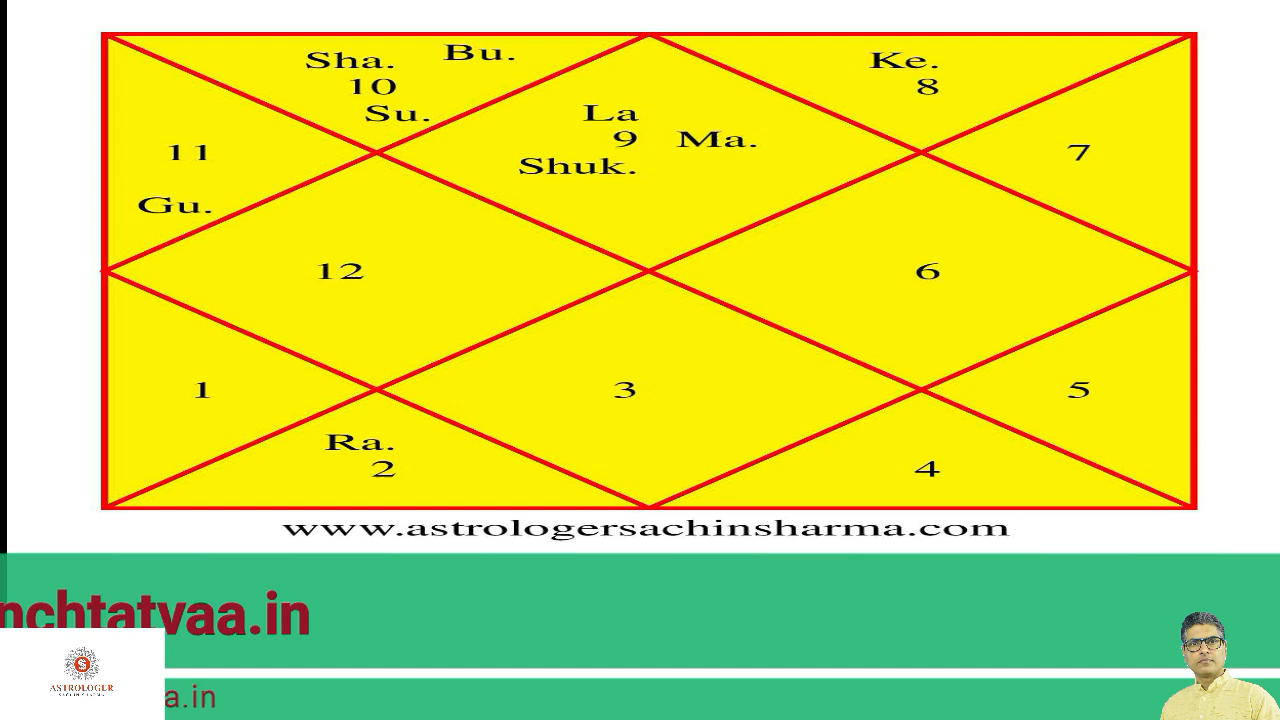 Sha. Bu.
10
Su.
La
9 Ma.
Shuk.
Ke.
8
11
Gu.
7
12
6
1
3
5
Ra.
2
4
www.astrologersachinsharma.com
nchtatvaa.in
ASTROLOGER
a.in